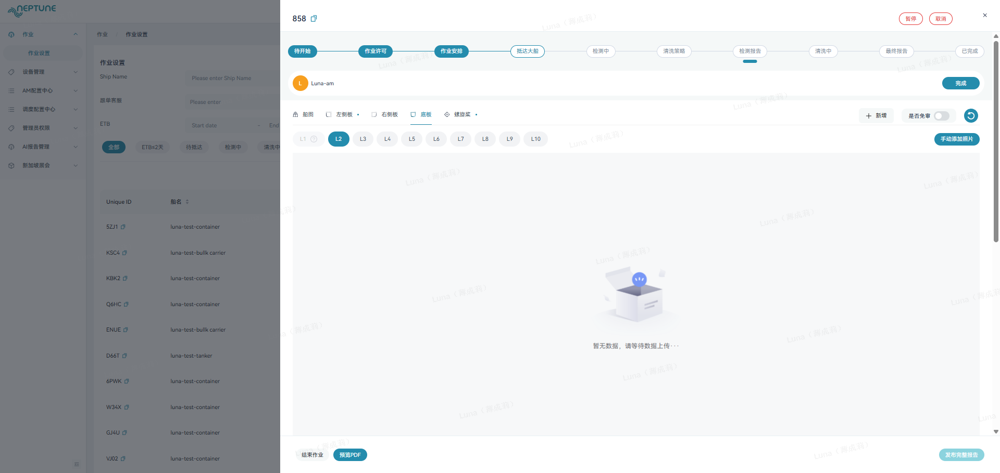 NEPTUNE
作业
作业设置
设备管理
AM配置中心
调度配置中心
管理员权限
AI报告管理
新加坡展会
作业 / 作业设置
作业设置
Ship Name
Please enter Ship Name
跟单客服
Please enter
ETB
Start date - End
全部 ETB≤2天 待抵达 检测中 清洗中
Unique ID 船名
5ZJ1 luna-test-container
KSC4 luna-test-bullk carrier
KBK2 luna-test-container
Q6HC luna-test-container
ENUE luna-test-bullk carrier
D66T luna-test-tanker
6PWK luna-test-container
W34X luna-test-container
GJ4U luna-test-container
VJ02 luna-test-container
858
暂停 取消
待开始 作业许可 作业安排 抵达大船 检测中 清洗策略 检测报告 清洗中 最终报告 已完成
L Luna-am
完成
船图 左侧板 右侧板 底板 螺旋桨
新增 是否免审
L1 L2 L3 L4 L5 L6 L7 L8 L9 L10
手动添加照片
暂无数据，请等待数据上传···
结束作业 预览PDF
发布完整报告